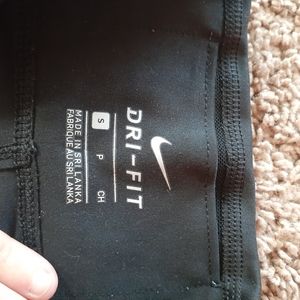 DRI-FIT
S P CH
MADE IN SRI LANKA
FABRIQUÉ AU SRI LANKA